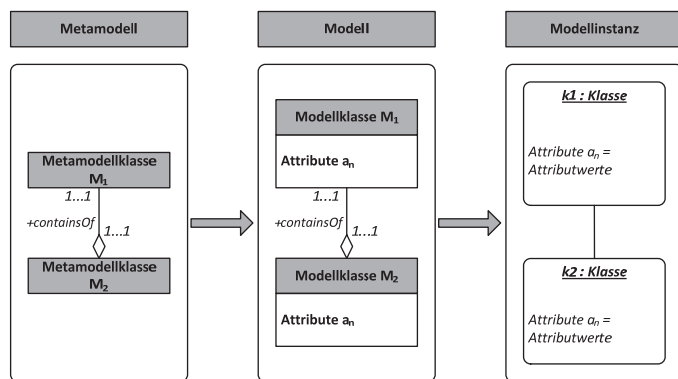 Metamodell
Modell
Modellinstanz
Metamodellklasse
M₁
1...1
+containsOf
1...1
Metamodellklasse
M₂
Modellklasse M₁
Attribute aₙ
1...1
+containsOf
1...1
Modellklasse M₂
Attribute aₙ
k1 : Klasse
Attribute aₙ =
Attributwerte
k2 : Klasse
Attribute aₙ =
Attributwerte